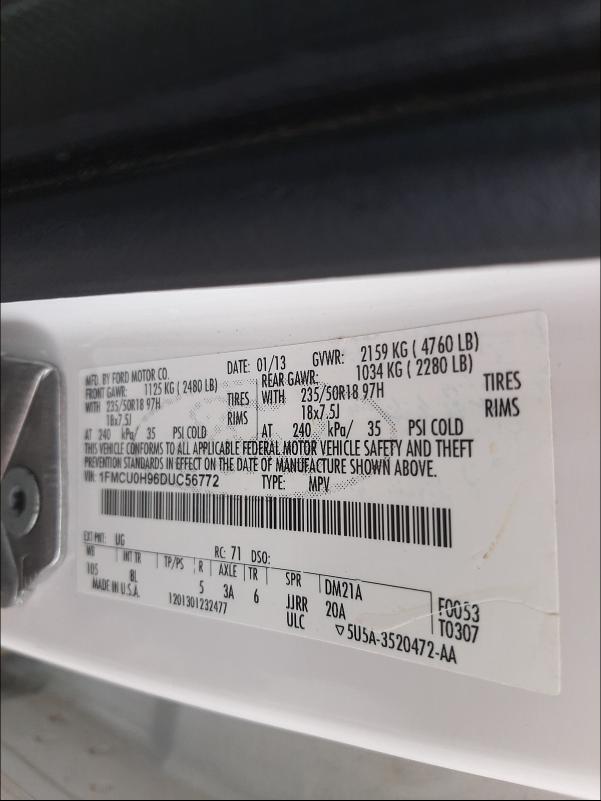 MFD. BY FORD MOTOR CO.
DATE: 01/13 GVWR: 2159 KG ( 4760 LB)
FRONT GAWR: 1125 KG ( 2480 LB) REAR GAWR: 1034 KG ( 2280 LB)
WITH 235/50R18 97H TIRES WITH 235/50R18 97H TIRES
18x7.5J RIMS 18x7.5J RIMS
AT 240 kPa/ 35 PSI COLD AT 240 kPa/ 35 PSI COLD
THIS VEHICLE CONFORMS TO ALL APPLICABLE FEDERAL MOTOR VEHICLE SAFETY AND THEFT
PREVENTION STANDARDS IN EFFECT ON THE DATE OF MANUFACTURE SHOWN ABOVE.
VIN: 1FMCU0H96DUC56772 TYPE: MPV
EXT PNT: UG RC: 71 DSO:
WB INT TR TP/PS R AXLE TR SPR DM21A F0053
105 BL 5 3A 6 JJRR 20A T0307
MADE IN U.S.A. 1201301232477 ULC ▽5U5A-3520472-AA